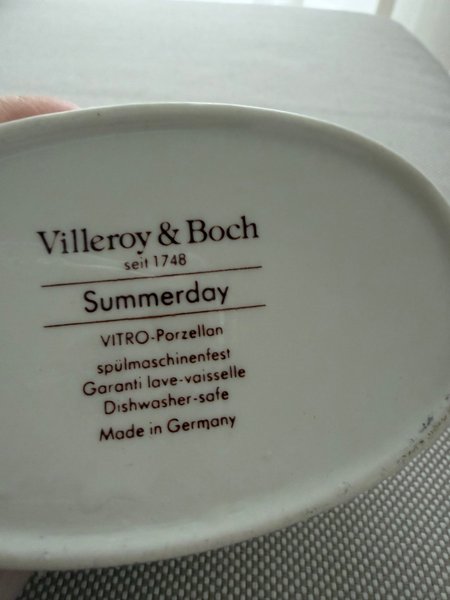 Villeroy & Boch
seit 1748
Summerday
VITRO-Porzellan
spülmaschinenfest
Garanti lave-vaisselle
Dishwasher-safe
Made in Germany